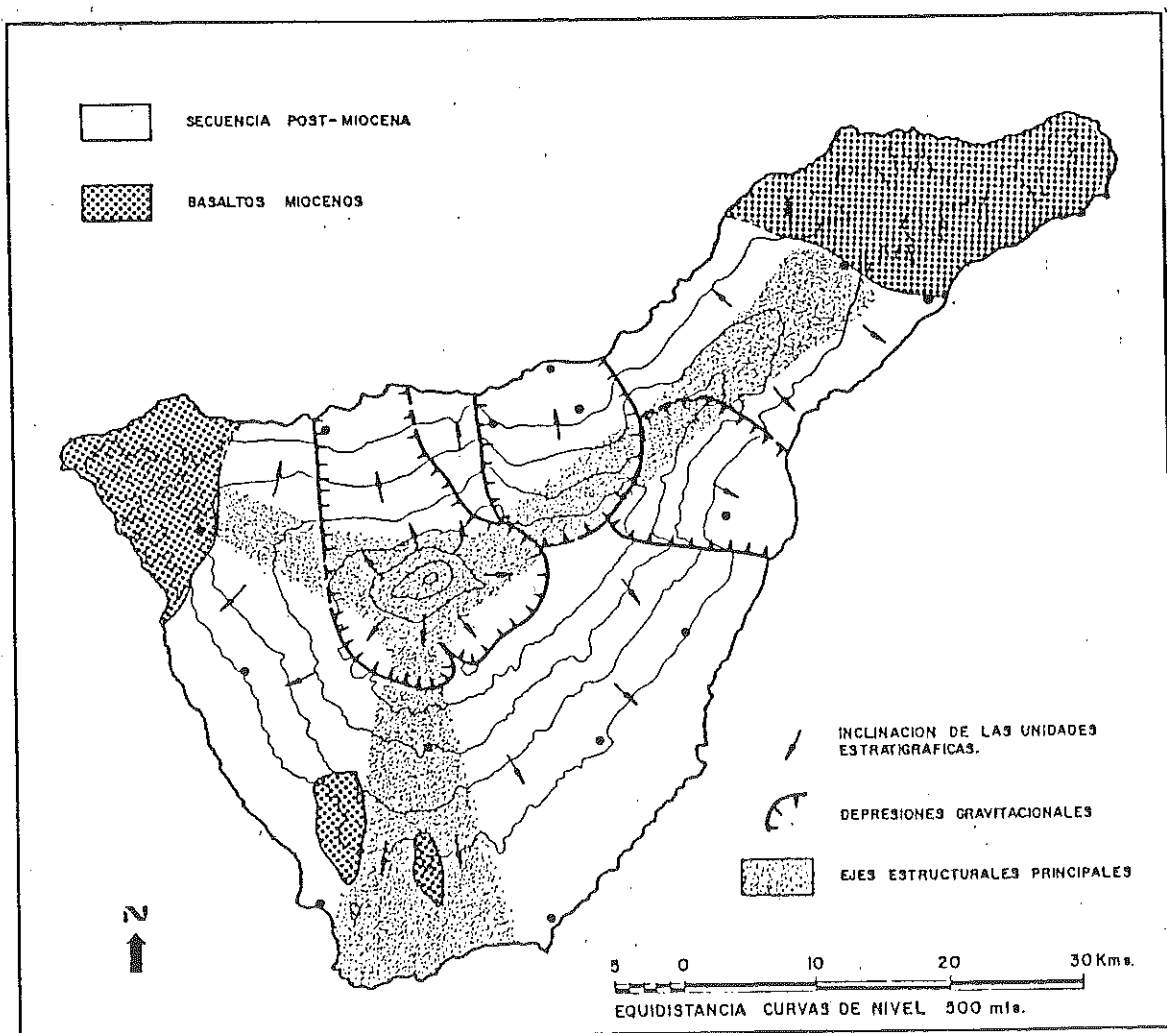 SECUENCIA POST-MIOCENA
BASALTOS MIOCENOS
INCLINACION DE LAS UNIDADES
ESTRATIGRAFICAS.
DEPRESIONES GRAVITACIONALES
EJES ESTRUCTURALES PRINCIPALES
N
5 0 10 20 30 Kms.
EQUIDISTANCIA CURVAS DE NIVEL 500 mts.